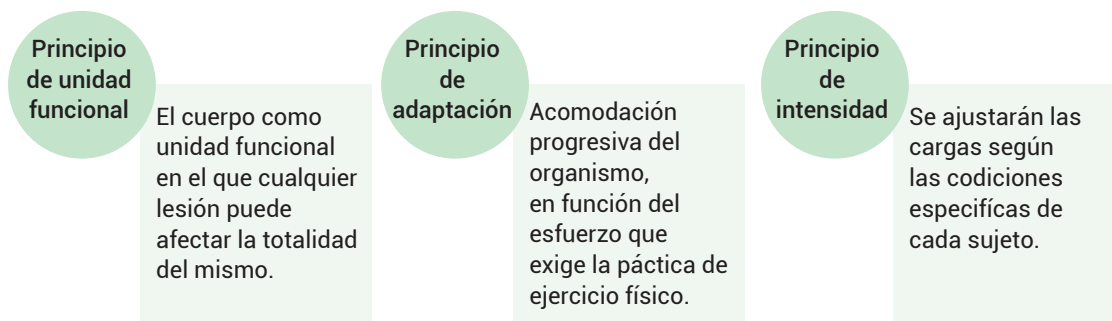 Principio
de unidad
funcional
El cuerpo como
unidad funcional
en el que cualquier
lesión puede
afectar la totalidad
del mismo.
Principio
de
adaptación
Acomodación
progresiva del
organismo,
en función del
esfuerzo que
exige la páctica de
ejercicio físico.
Principio
de
intensidad
Se ajustarán las
cargas según
las codiciones
especifícas de
cada sujeto.